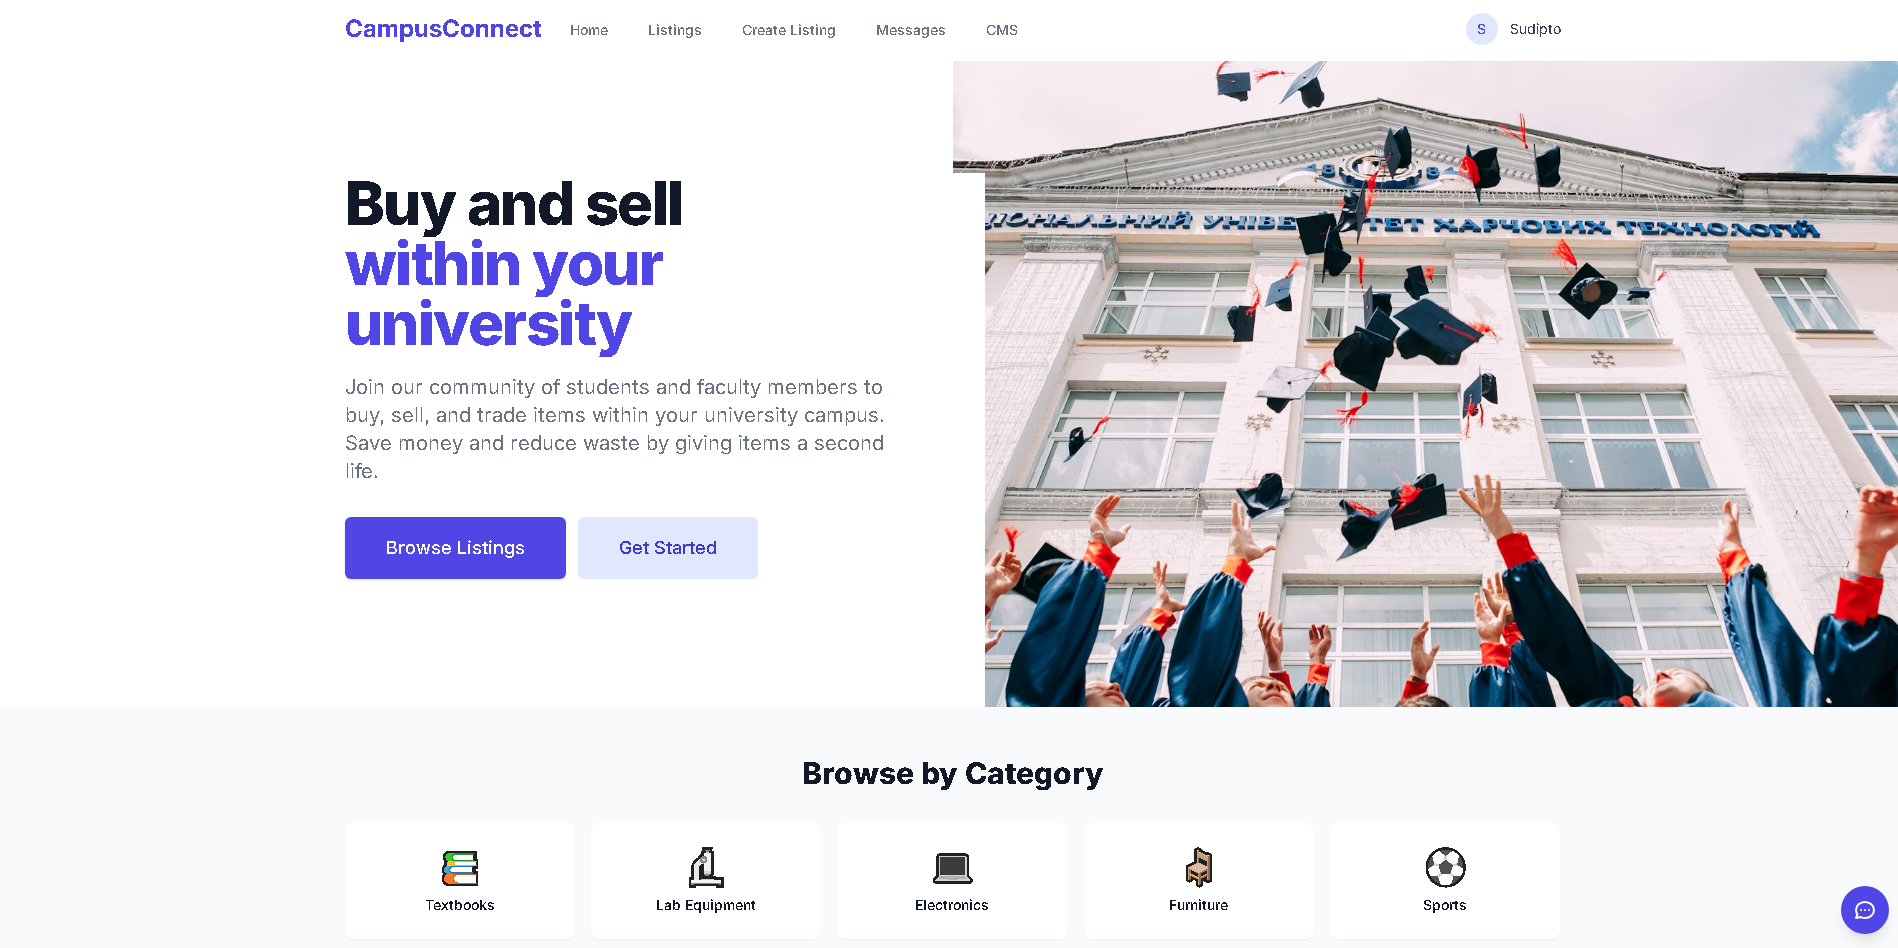 CampusConnect
Home
Listings
Create Listing
Messages
CMS
S
Sudipto
Buy and sell
within your
university
Join our community of students and faculty members to
buy, sell, and trade items within your university campus.
Save money and reduce waste by giving items a second
life.
Browse Listings
Get Started
ХАРЧОВИХ ТЕХНОЛОГІЙ
Browse by Category
Textbooks
Lab Equipment
Electronics
Furniture
Sports